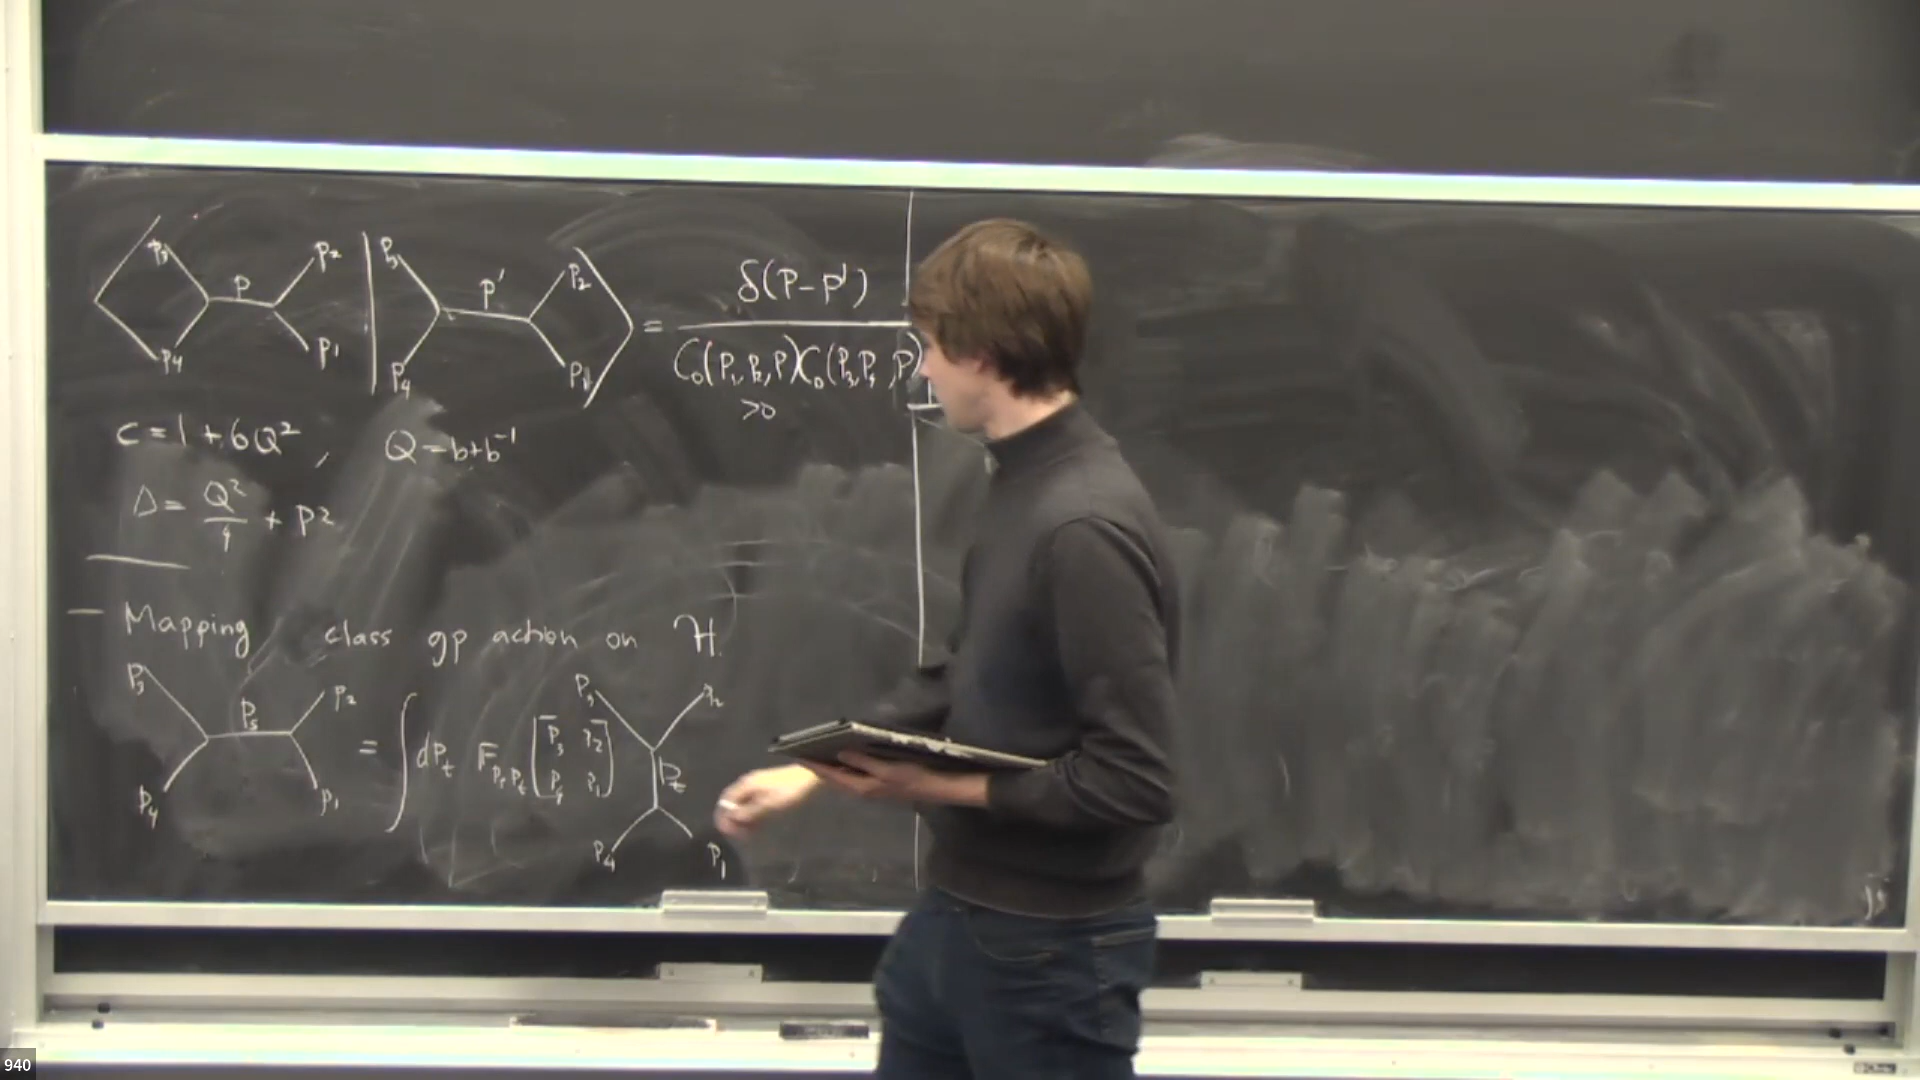 ⟨ P3 P4 P P2 P1 | P3 P4 P' P2 P1 ⟩ = δ(P-P') / C₀(P₁,P₂,P)C₀(P₃,P₄,P)
>0
c = 1 + 6Q², Q = b+b⁻¹
Δ = Q²/4 + P²
— Mapping class gp action on H.
P3 P4 Ps P2 P1 = ∫ dPt F_{Ps Pt} [P3 P2 P4 P1] P3 P2 Pt P4 P1
940